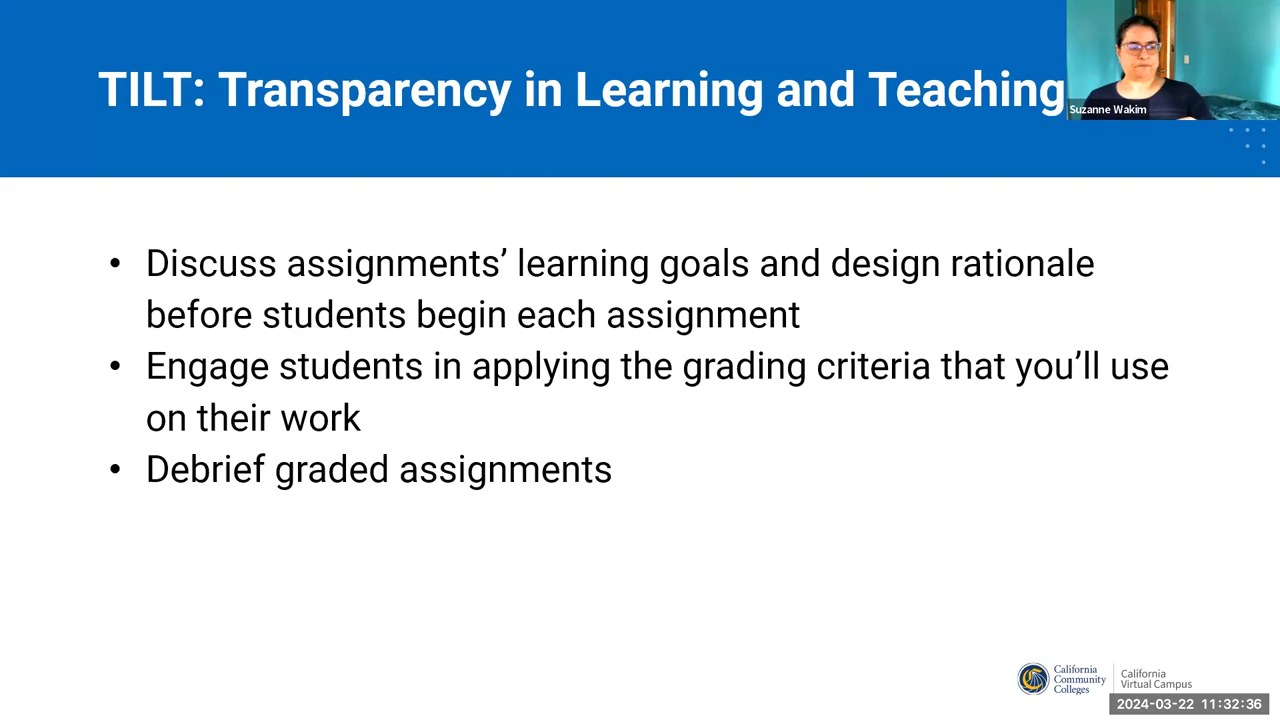 TILT: Transparency in Learning and Teaching
Suzanne Wakim
• Discuss assignments’ learning goals and design rationale
before students begin each assignment
• Engage students in applying the grading criteria that you’ll use
on their work
• Debrief graded assignments
California
Community
Colleges
California
Virtual Campus
2024-03-22 11:32:36